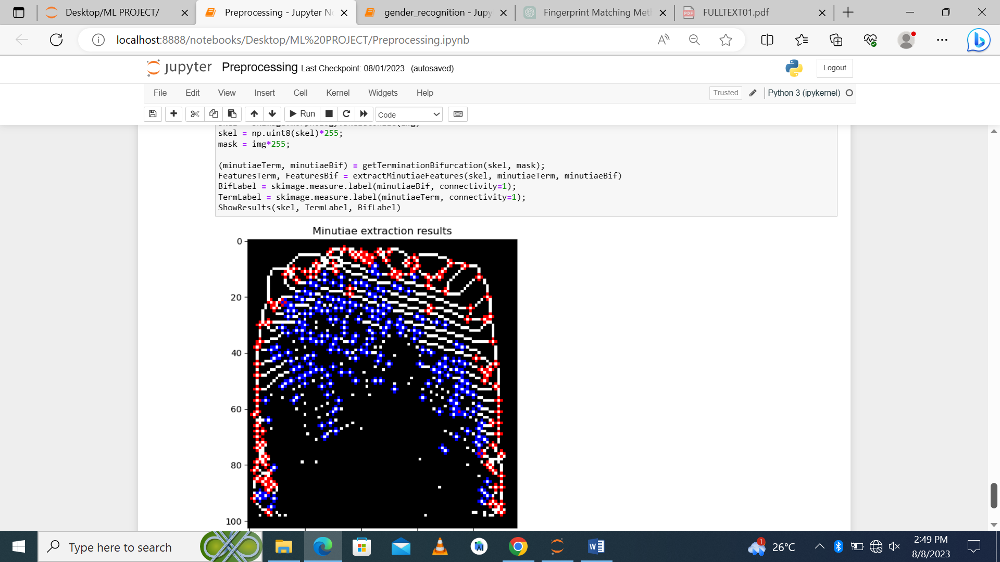 Desktop/ML PROJECT/
Preprocessing - Jupyter No
gender_recognition - Jupy
Fingerprint Matching Met
FULLTEXT01.pdf
localhost:8888/notebooks/Desktop/ML%20PROJECT/Preprocessing.ipynb
jupyter Preprocessing Last Checkpoint: 08/01/2023 (autosaved)
Logout
File Edit View Insert Cell Kernel Widgets Help
Trusted Python 3 (ipykernel)
Run Code
skel = np.uint8(skel)*255;
mask = img*255;
(minutiaeTerm, minutiaeBif) = getTerminationBifurcation(skel, mask);
FeaturesTerm, FeaturesBif = extractMinutiaeFeatures(skel, minutiaeTerm, minutiaeBif)
BifLabel = skimage.measure.label(minutiaeBif, connectivity=1);
TermLabel = skimage.measure.label(minutiaeTerm, connectivity=1);
ShowResults(skel, TermLabel, BifLabel)
Minutiae extraction results
0
20
40
60
80
100
Type here to search
1
26°C
2:49 PM
8/8/2023